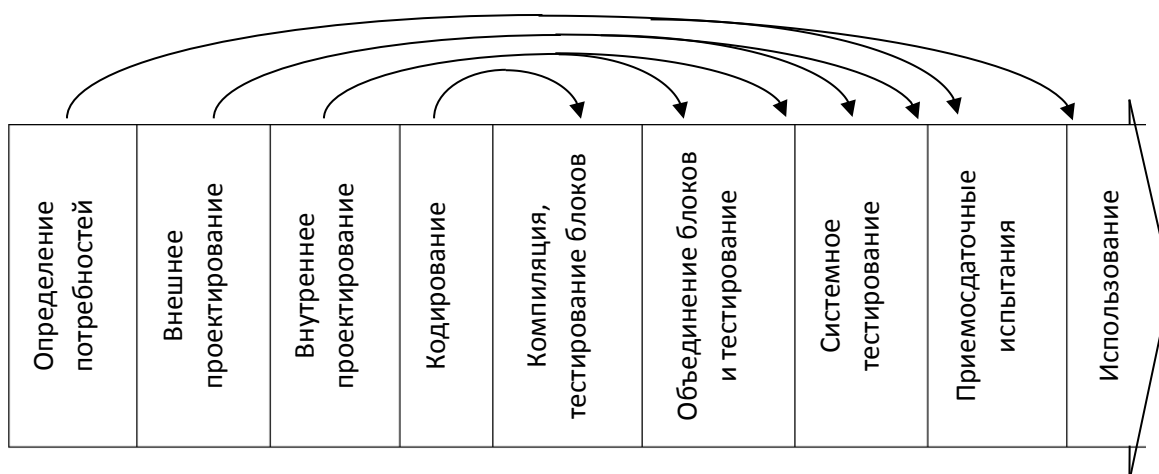 Определение
потребностей
Внешнее
проектирование
Внутреннее
проектирование
Кодирование
Компиляция,
тестирование блоков
Объединение блоков
и тестирование
Системное
тестирование
Приемосдаточные
испытания
Использование